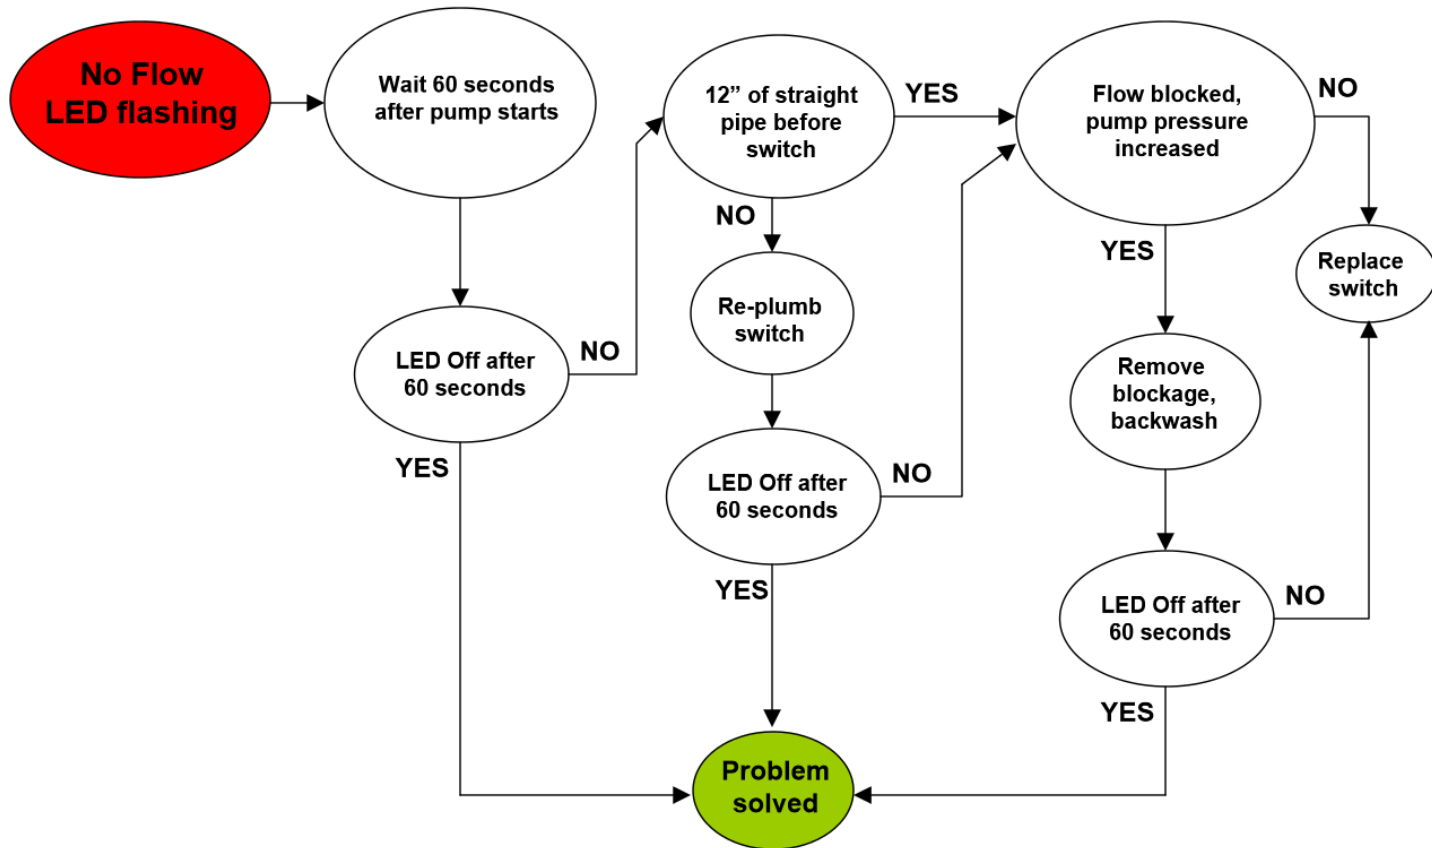 No Flow
LED flashing
Wait 60 seconds
after pump starts
12” of straight
pipe before
switch
YES
Flow blocked,
pump pressure
increased
NO
NO
YES
Replace
switch
Re-plumb
switch
LED Off after
60 seconds
NO
Remove
blockage,
backwash
YES
LED Off after
60 seconds
NO
YES
LED Off after
60 seconds
NO
YES
Problem
solved